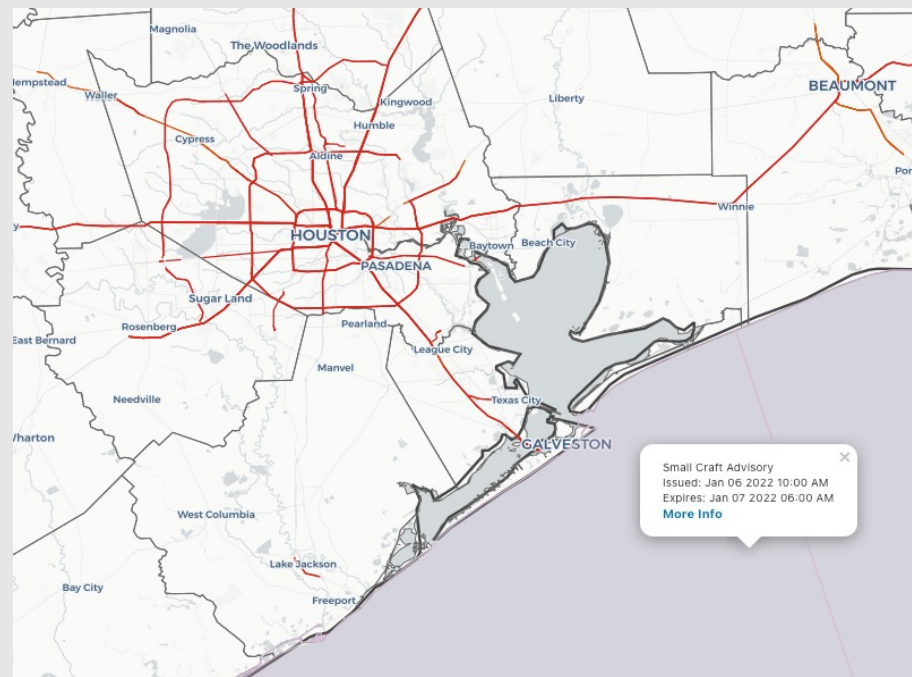 Magnolia
The Woodlands
Spring
Kingwood
Waller
Liberty
BEAUMONT
Humble
Cypress
Aldine
Winnie
HOUSTON
Baytown
Beach City
PASADENA
Sugar Land
Rosenberg
Pearland
East Bernard
League City
Manvel
Needville
Texas City
GALVESTON
Small Craft Advisory
Issued: Jan 06 2022 10:00 AM
Expires: Jan 07 2022 06:00 AM
More Info
West Columbia
Lake Jackson
Bay City
Freeport